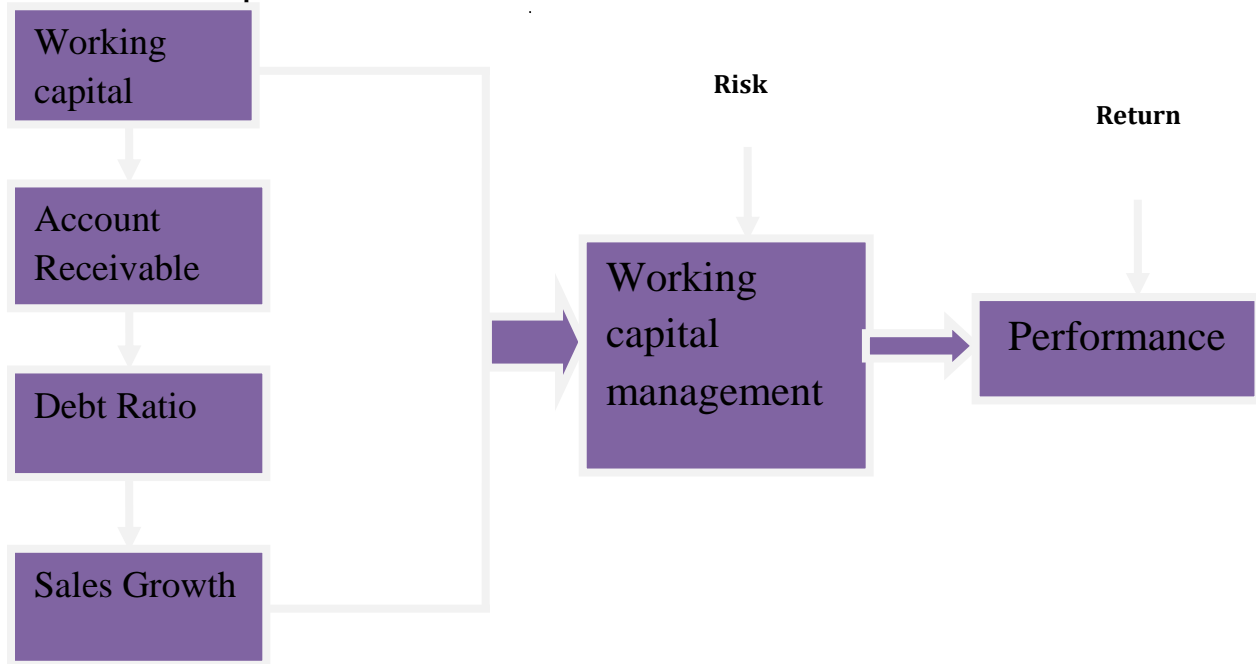 Working
capital
Account
Receivable
Debt Ratio
Sales Growth
Risk
Working
capital
management
Return
Performance